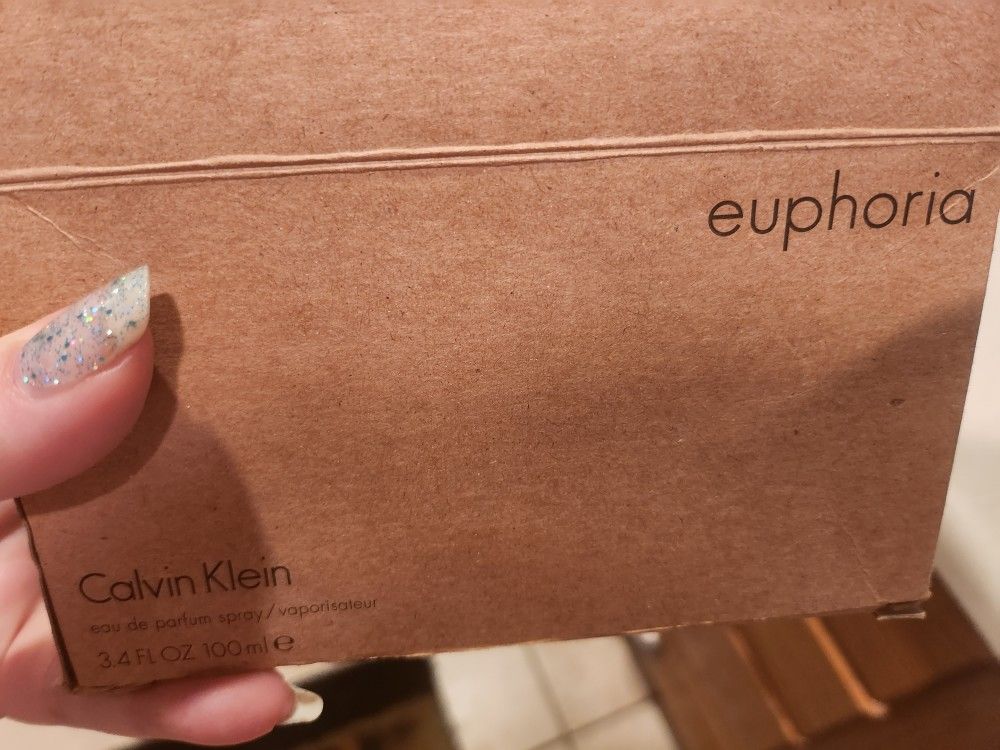 euphoria
Calvin Klein
eau de parfum spray/vaporisateur
3.4 FL OZ 100 ml ℮